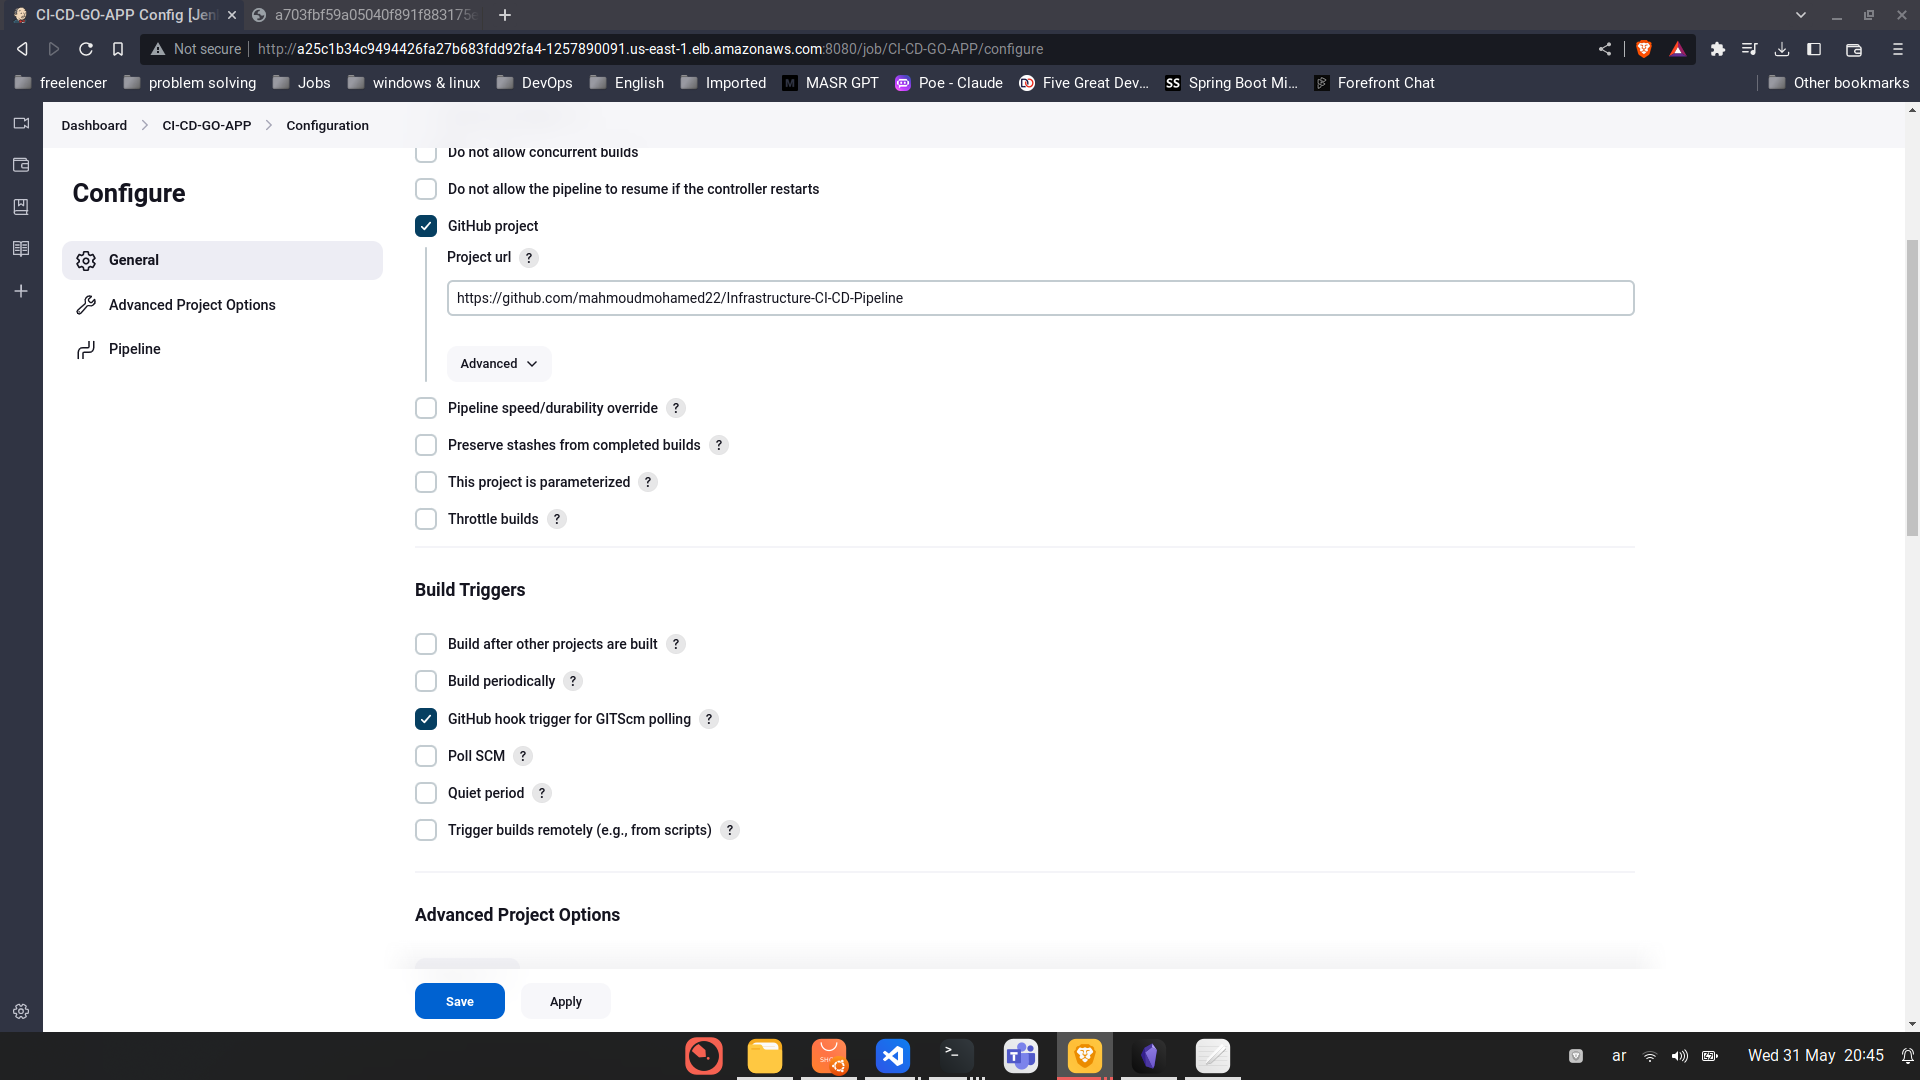 CI-CD-GO-APP Config [Jen
a703fbf59a05040f891f883175e
Not secure
http://a25c1b34c9494426fa27b683fdd92fa4-1257890091.us-east-1.elb.amazonaws.com:8080/job/CI-CD-GO-APP/configure
freelencer
problem solving
Jobs
windows & linux
DevOps
English
Imported
M
MASR GPT
Poe - Claude
Five Great Dev...
SS
Spring Boot Mi...
Forefront Chat
Other bookmarks
Dashboard
CI-CD-GO-APP
Configuration
Configure
General
Advanced Project Options
Pipeline
Do not allow concurrent builds
Do not allow the pipeline to resume if the controller restarts
GitHub project
Project url ?
https://github.com/mahmoudmohamed22/Infrastructure-CI-CD-Pipeline
Advanced
Pipeline speed/durability override ?
Preserve stashes from completed builds ?
This project is parameterized ?
Throttle builds ?
Build Triggers
Build after other projects are built ?
Build periodically ?
GitHub hook trigger for GITScm polling ?
Poll SCM ?
Quiet period ?
Trigger builds remotely (e.g., from scripts) ?
Advanced Project Options
Save
Apply
ar
Wed 31 May 20:45